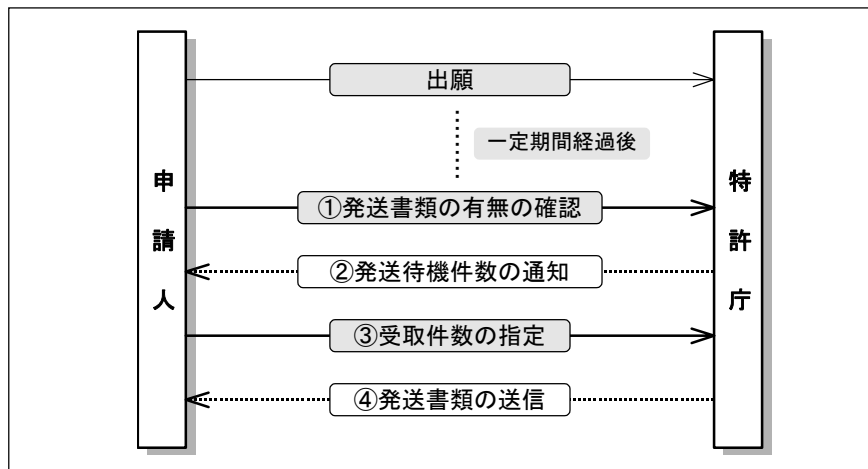 出願
一定期間経過後
申請人
特許庁
①発送書類の有無の確認
②発送待機件数の通知
③受取件数の指定
④発送書類の送信